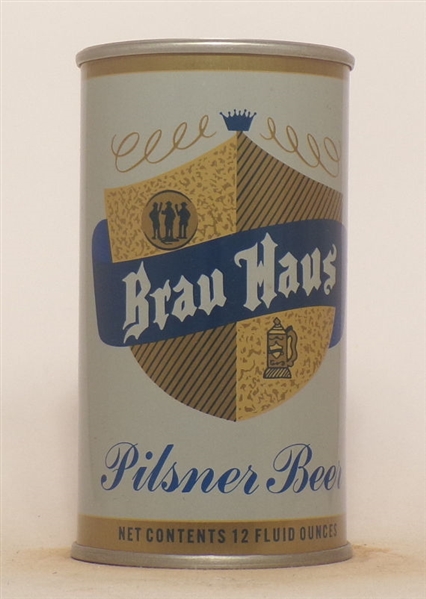 Brau Haus
Pilsner Beer
NET CONTENTS 12 FLUID OUNCES